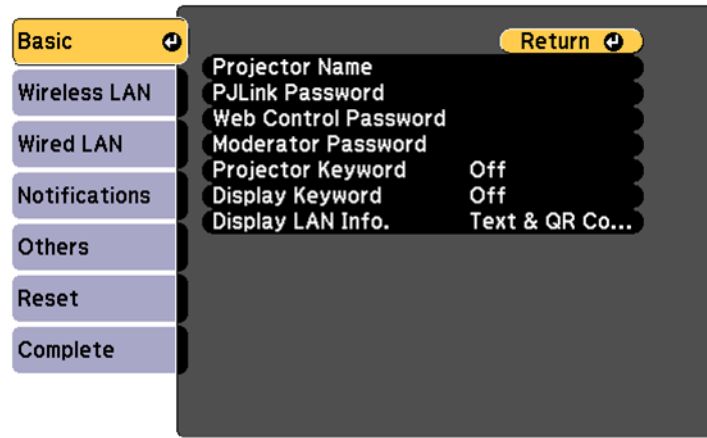 Basic
Wireless LAN
Wired LAN
Notifications
Others
Reset
Complete
Return
Projector Name
PJLink Password
Web Control Password
Moderator Password
Projector Keyword Off
Display Keyword Off
Display LAN Info. Text & QR Co...